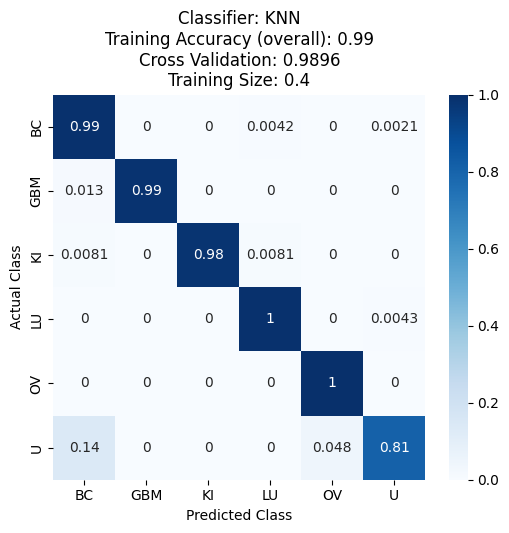 Classifier: KNN
Training Accuracy (overall): 0.99
Cross Validation: 0.9896
Training Size: 0.4
BC 0.99 0 0 0.0042 0 0.0021
GBM 0.013 0.99 0 0 0 0
KI 0.0081 0 0.98 0.0081 0 0
LU 0 0 0 1 0 0.0043
OV 0 0 0 0 1 0
U 0.14 0 0 0 0.048 0.81
BC GBM KI LU OV U
Predicted Class
Actual Class
1.0
0.8
0.6
0.4
0.2
0.0